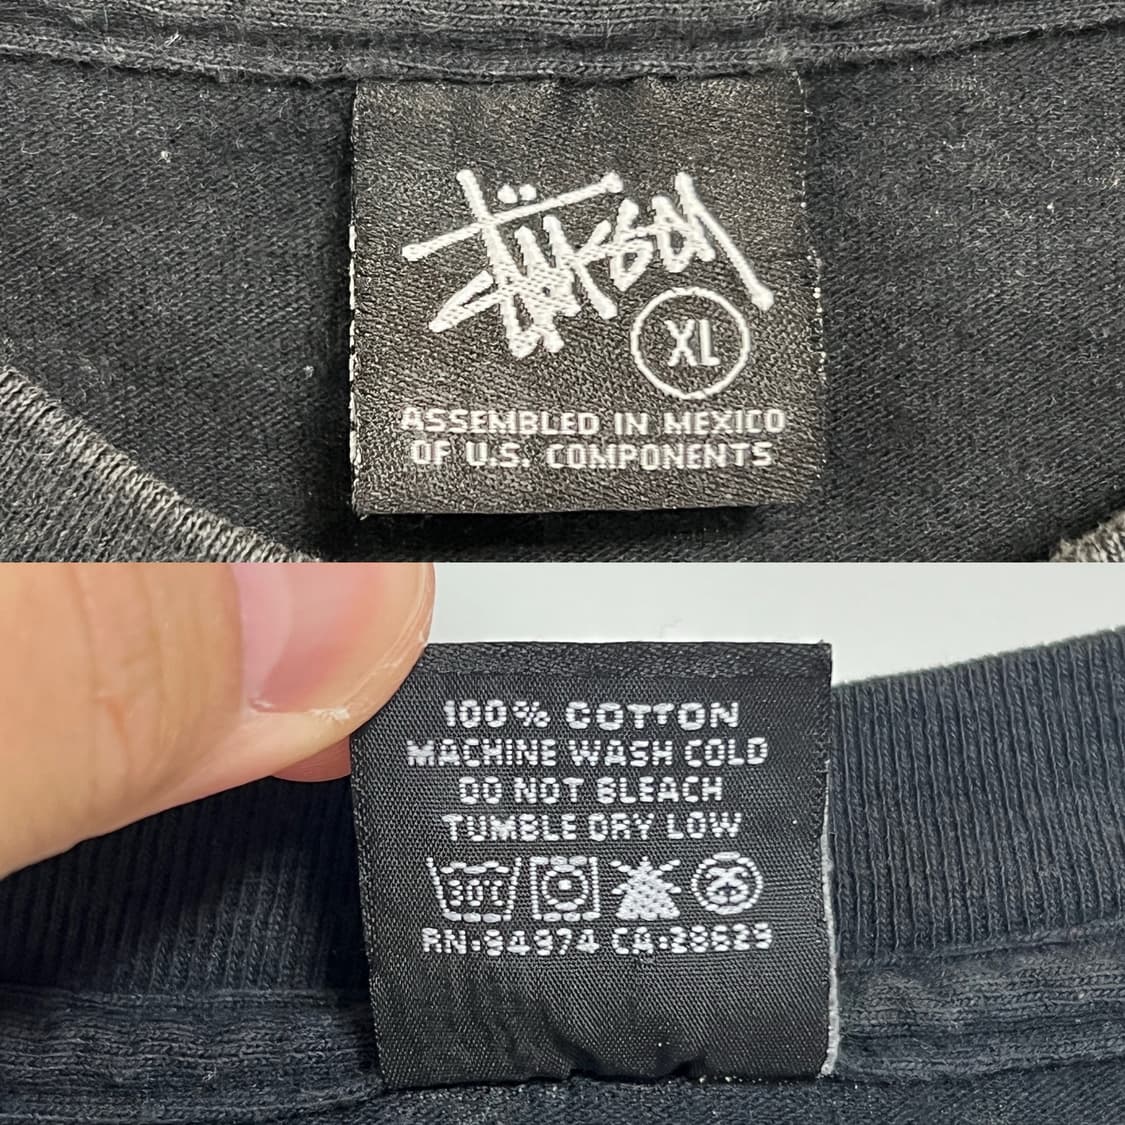 Stüssy
XL
ASSEMBLED IN MEXICO
OF U.S. COMPONENTS
100% COTTON
MACHINE WASH COLD
DO NOT BLEACH
TUMBLE DRY LOW
30°C
RN:94974 CA:28629